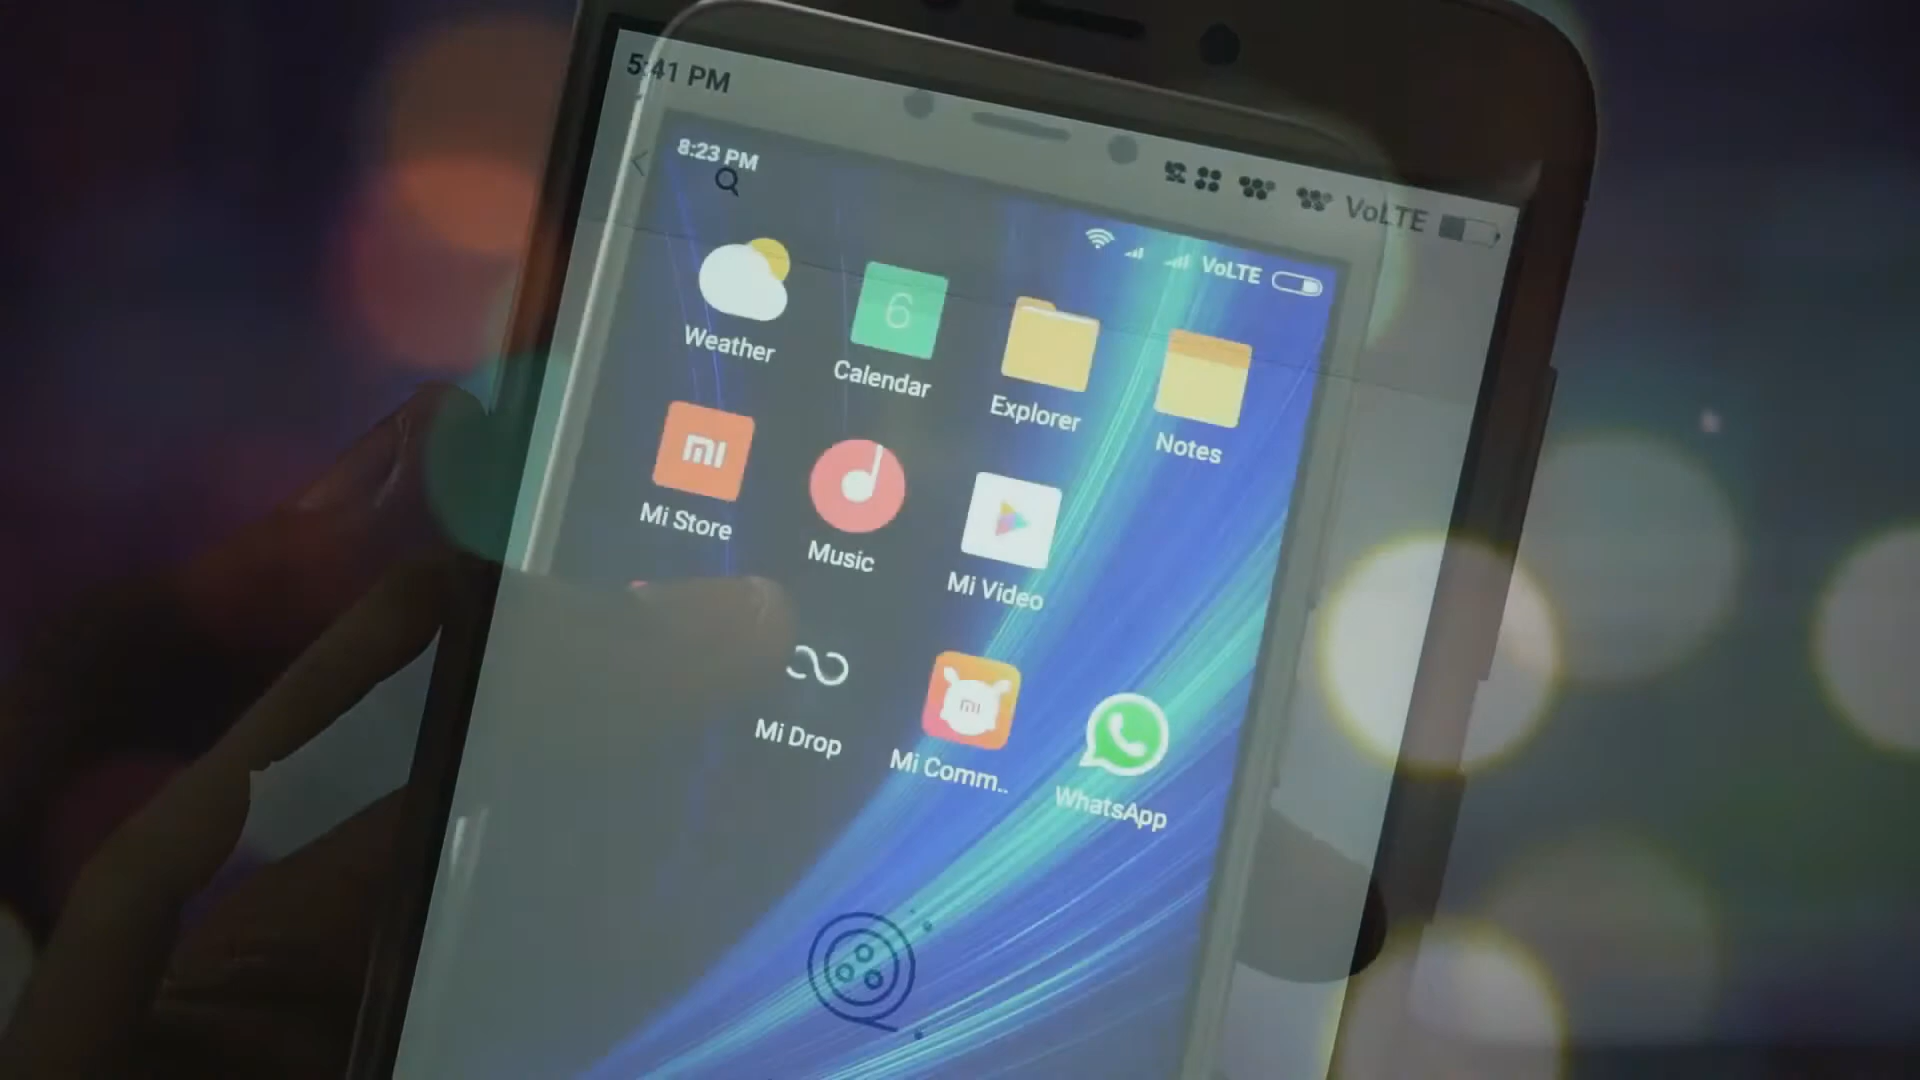 5:41 PM
VoLTE
8:23 PM
VoLTE
6
Weather
Calendar
Explorer
Notes
mi
Mi Store
Music
Mi Video
mi
Mi Drop
Mi Comm..
WhatsApp